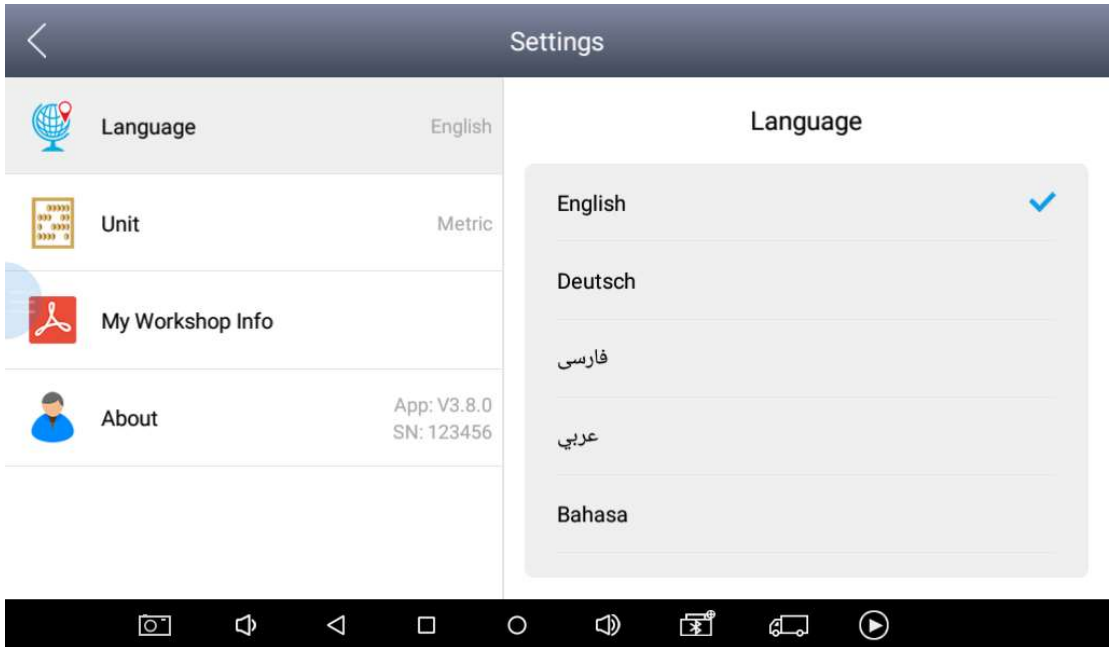 Settings
Language
English
Unit
Metric
My Workshop Info
About
App: V3.8.0
SN: 123456
Language
English
Deutsch
فارسی
عربي
Bahasa